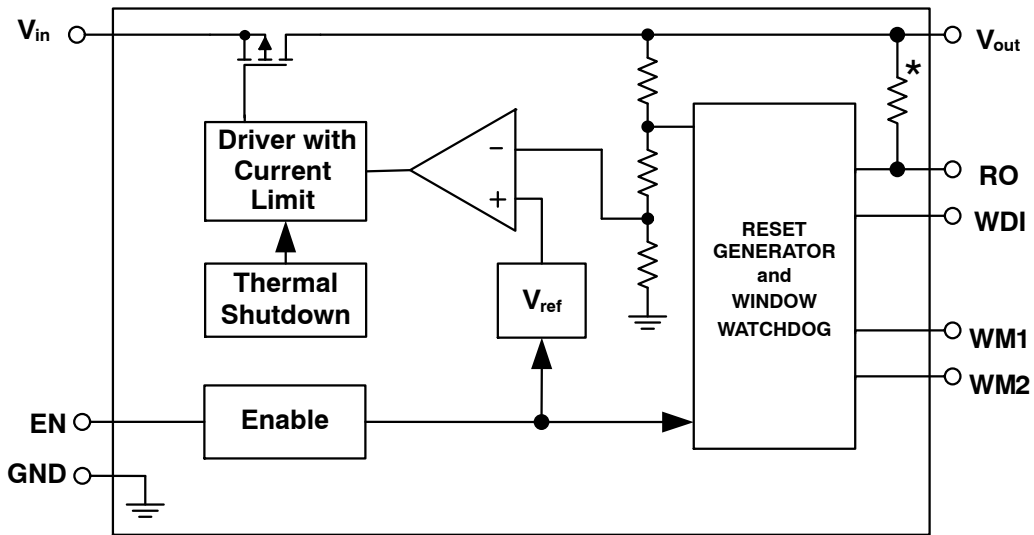 Vin
Vout
*
Driver with
Current
Limit
−
+
RO
WDI
RESET
GENERATOR
and
WINDOW
WATCHDOG
Thermal
Shutdown
Vref
WM1
WM2
EN
Enable
GND